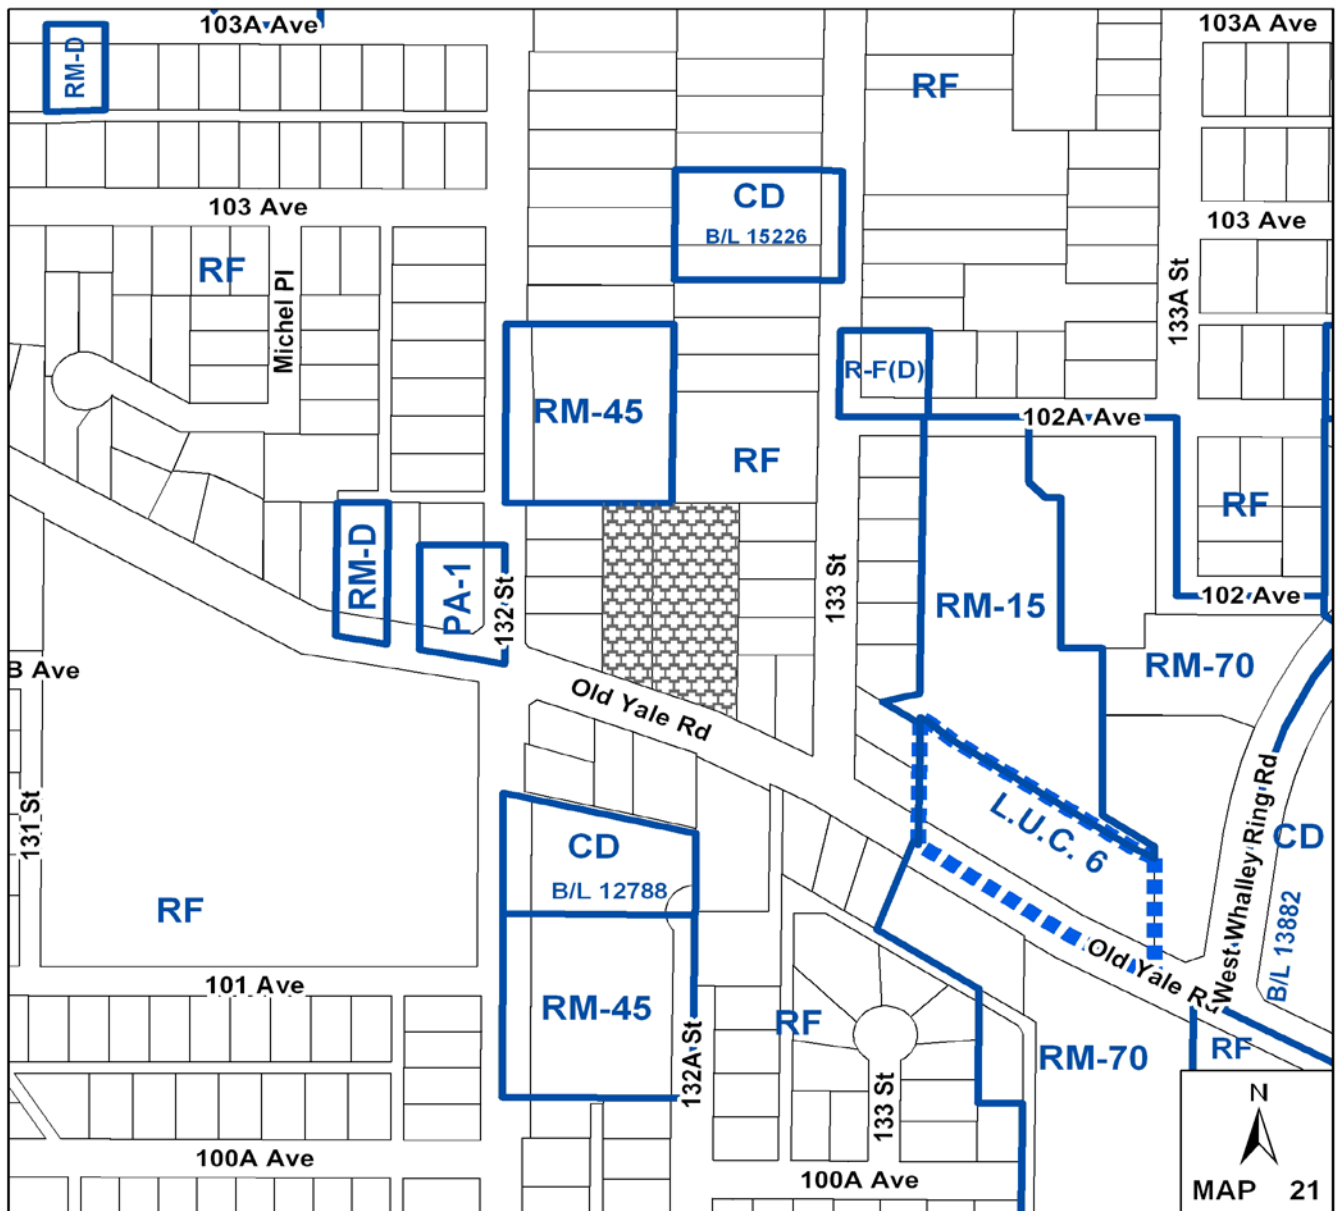 103A Ave
103A Ave
RM-D
RF
CD
B/L 15226
103 Ave
103 Ave
RF
Michel Pl
133A St
R-F(D)
RM-45
102A Ave
RF
RF
RM-D
PA-1
132 St
133 St
102 Ave
RM-15
B Ave
RM-70
Old Yale Rd
West Whalley Ring Rd
131 St
L.U.C. 6
CD
B/L 13882
CD
B/L 12788
RF
Old Yale Rd
101 Ave
RM-45
RF
132A St
RM-70
RF
133 St
N
100A Ave
100A Ave
MAP 21